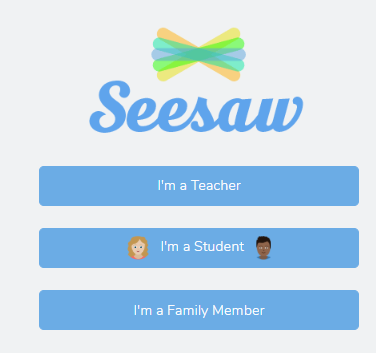 Seesaw
I'm a Teacher
I'm a Student
I'm a Family Member